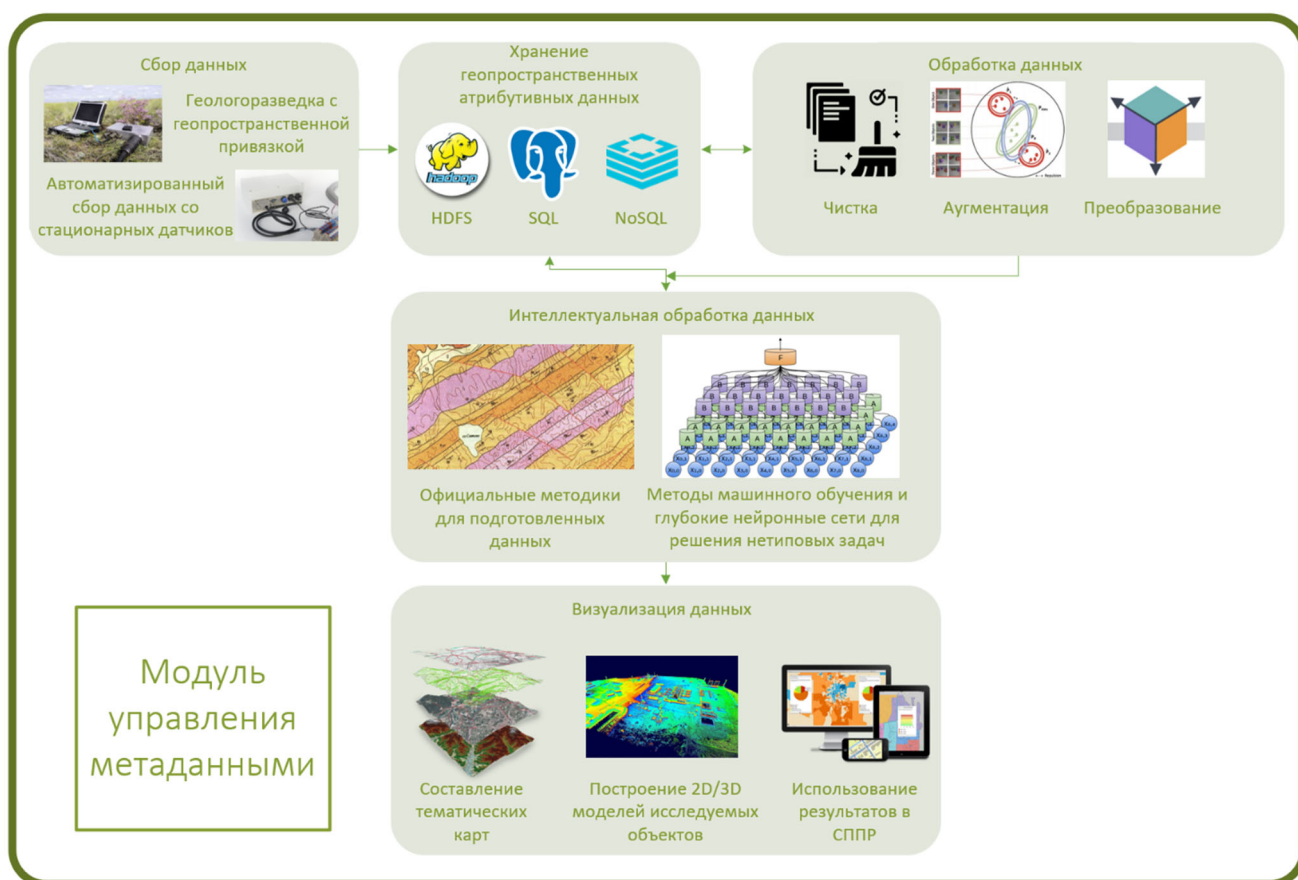 Сбор данных
Геологоразведка с
геопространственной
привязкой
Автоматизированный
сбор данных со
стационарных датчиков
Хранение
геопространственных
атрибутивных данных
hadoop
HDFS
SQL
NoSQL
Обработка данных
Чистка
Аугментация
Преобразование
Интеллектуальная обработка данных
F
B B B B B B B
B B B B B B B
A
A A A A A A A A
Официальные методики
для подготовленных
данных
Методы машинного обучения и
глубокие нейронные сети для
решения нетиповых задач
Визуализация данных
Составление
тематических
карт
Построение 2D/3D
моделей исследуемых
объектов
Использование
результатов в
СППР
Модуль
управления
метаданными